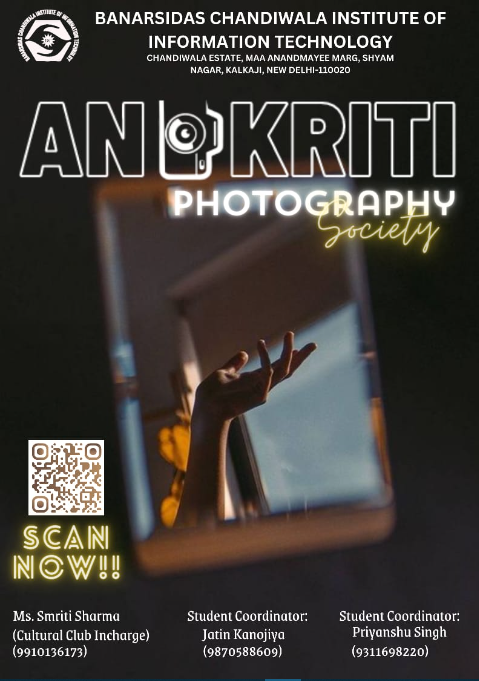 BANARSIDAS CHANDIWALA INSTITUTE OF
INFORMATION TECHNOLOGY
CHANDIWALA ESTATE, MAA ANANDMAYEE MARG, SHYAM
NAGAR, KALKAJI, NEW DELHI-110020
ANUKRITI
PHOTOGRAPHY
Society
SCAN
NOW!!
Ms. Smriti Sharma
(Cultural Club Incharge)
(9910136173)
Student Coordinator:
Jatin Kanojiya
(9870588609)
Student Coordinator:
Priyanshu Singh
(9311698220)